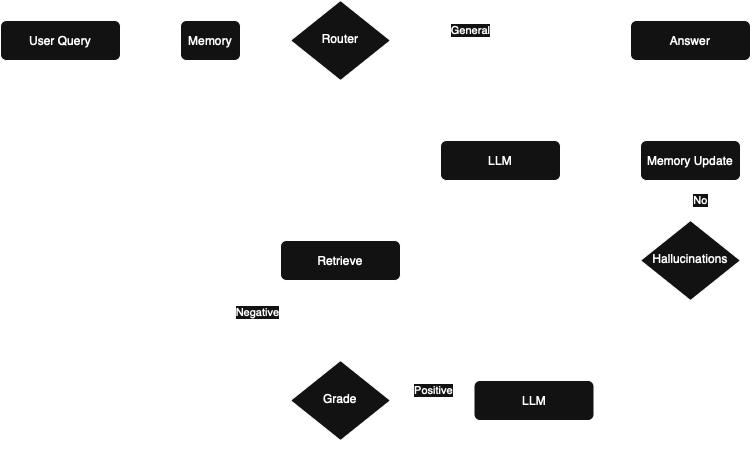 User Query
Memory
Router
General
Answer
LLM
Memory Update
No
Retrieve
Hallucinations
Negative
Grade
Positive
LLM